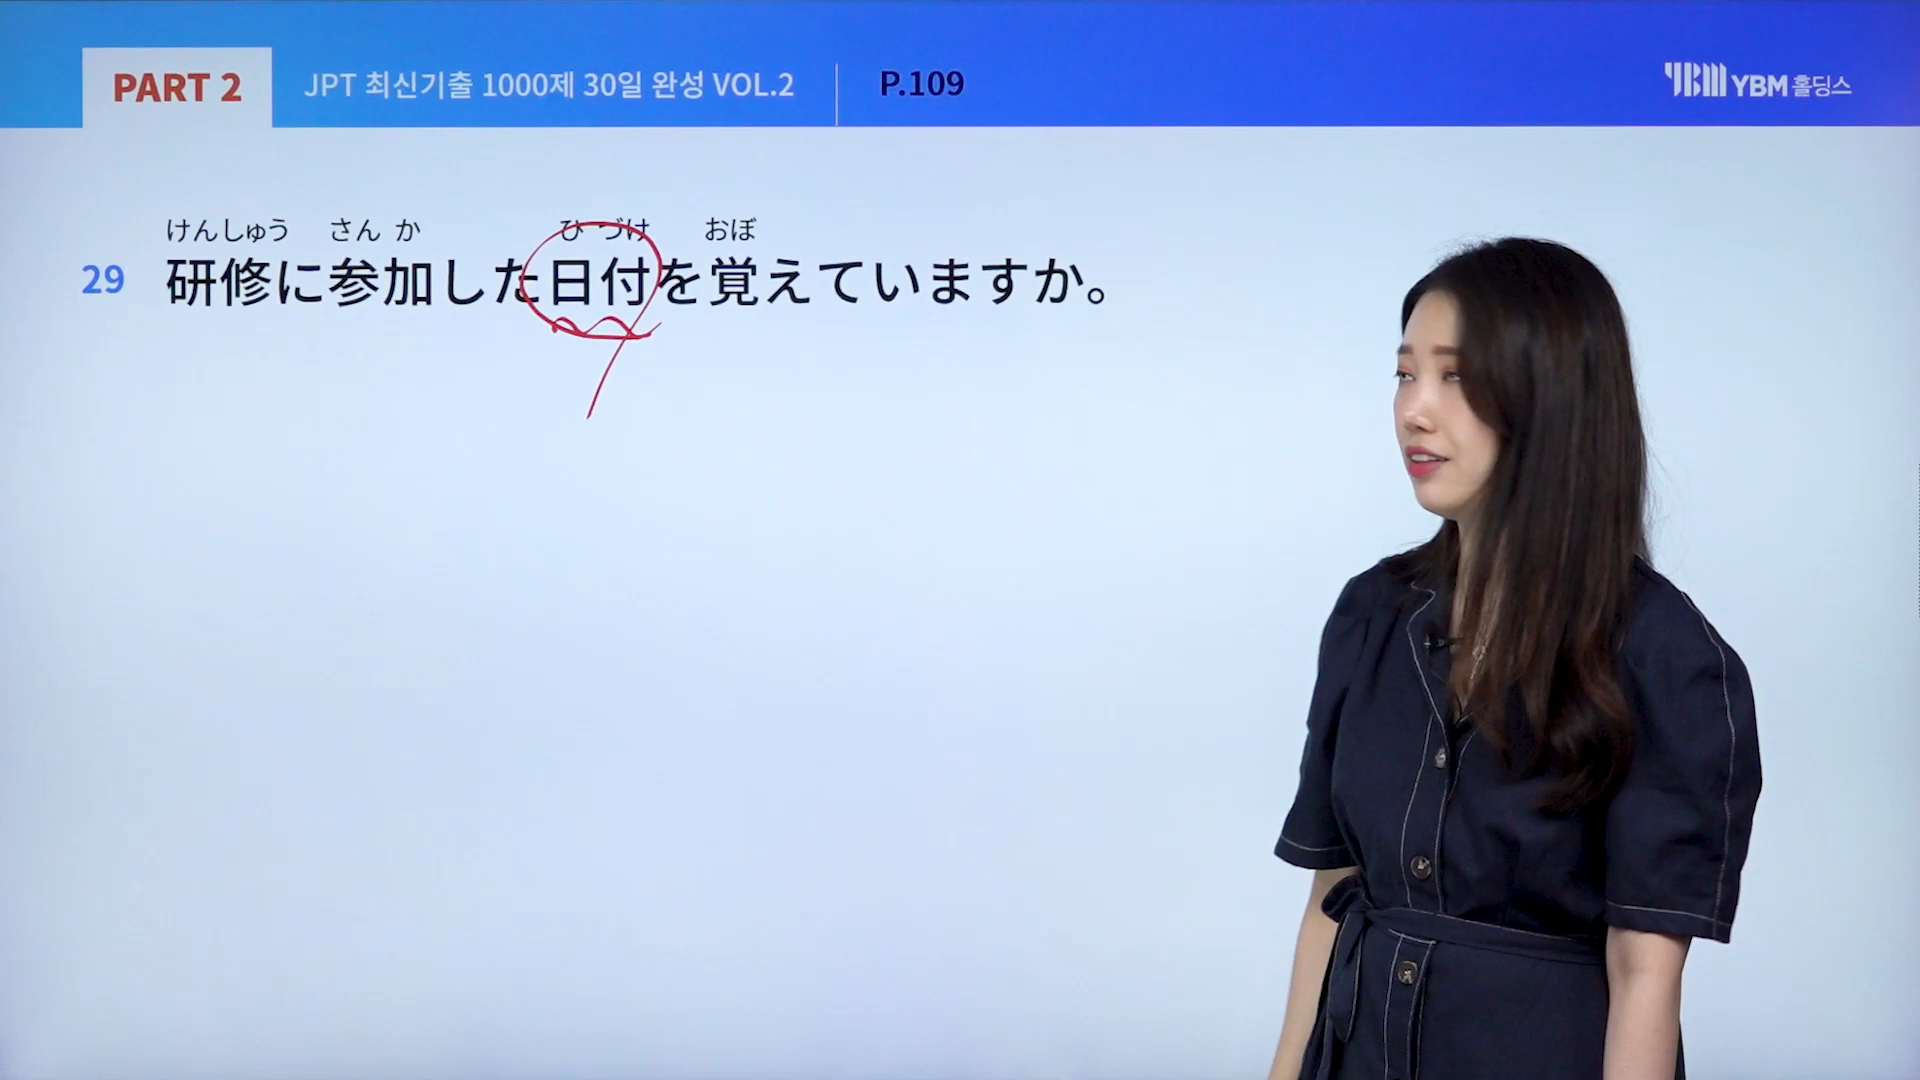 PART 2
JPT 최신기출 1000제 30일 완성 VOL.2
P.109
YBM YBM 홀딩스
けんしゅう さんか ひづけ おぼ
29 研修に参加した日付を覚えていますか。